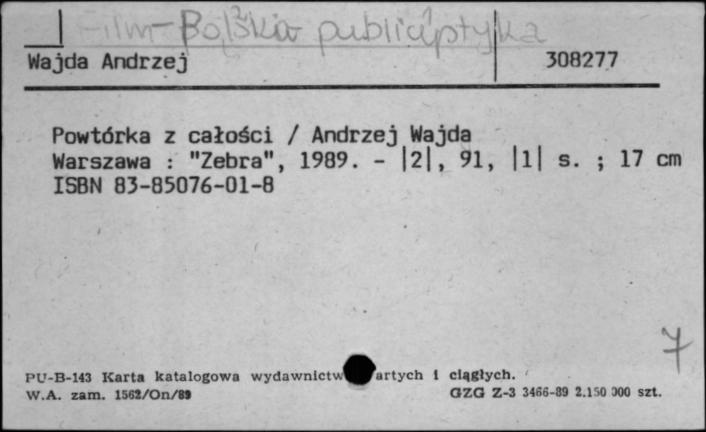 Film - Polska publicystyka
Wajda Andrzej 308277
Powtórka z całości / Andrzej Wajda
Warszawa : "Zebra", 1989. - |2|, 91, |1| s. ; 17 cm
ISBN 83-85076-01-8
7
PU-B-143 Karta katalogowa wydawnictw artych i ciągłych.
W.A. zam. 1562/On/89 GZG Z-3 3466-89 2.150 000 szt.